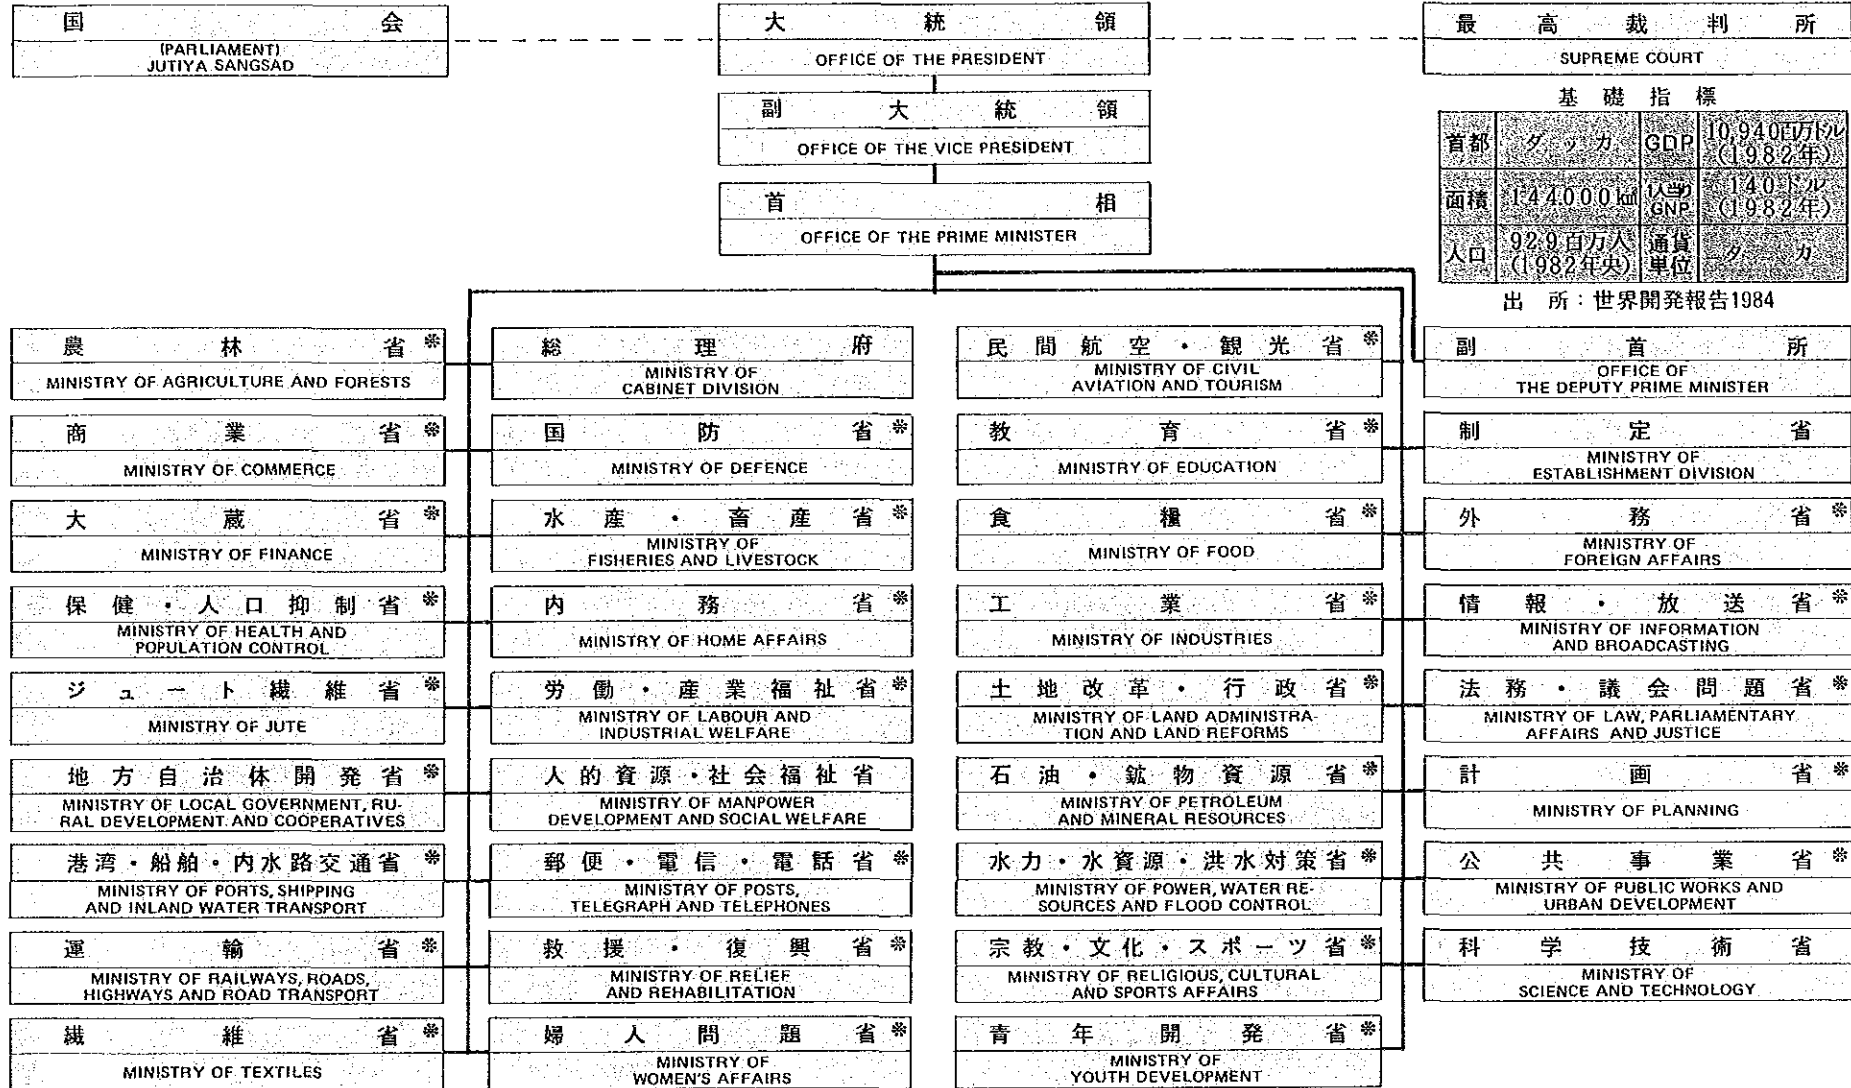 国会
(PARLIAMENT)
JUTIYA SANGSAD
大統領
OFFICE OF THE PRESIDENT
最高裁判所
SUPREME COURT
副大統領
OFFICE OF THE VICE PRESIDENT
首相
OFFICE OF THE PRIME MINISTER
基礎指標
首都 ダッカ GDP 10,940百万ドル (1982年)
面積 144,000㎢ 1人当り GNP 140ドル (1982年)
人口 92.9百万人 (1982年央) 通貨単位 タカ
出所:世界開発報告1984
農林省※
MINISTRY OF AGRICULTURE AND FORESTS
総理府
MINISTRY OF
CABINET DIVISION
民間航空・観光省※
MINISTRY OF CIVIL
AVIATION AND TOURISM
副首所
OFFICE OF
THE DEPUTY PRIME MINISTER
商業省※
MINISTRY OF COMMERCE
国防省※
MINISTRY OF DEFENCE
教育省※
MINISTRY OF EDUCATION
制定省
MINISTRY OF
ESTABLISHMENT DIVISION
大蔵省※
MINISTRY OF FINANCE
水産・畜産省※
MINISTRY OF
FISHERIES AND LIVESTOCK
食糧省※
MINISTRY OF FOOD
外務省※
MINISTRY OF
FOREIGN AFFAIRS
保健・人口抑制省※
MINISTRY OF HEALTH AND
POPULATION CONTROL
内務省※
MINISTRY OF HOME AFFAIRS
工業省※
MINISTRY OF INDUSTRIES
情報・放送省※
MINISTRY OF INFORMATION
AND BROADCASTING
ジュート繊維省※
MINISTRY OF JUTE
労働・産業福祉省※
MINISTRY OF LABOUR AND
INDUSTRIAL WELFARE
土地改革・行政省※
MINISTRY OF LAND ADMINISTRA-
TION AND LAND REFORMS
法務・議会問題省※
MINISTRY OF LAW, PARLIAMENTARY
AFFAIRS AND JUSTICE
地方自治体開発省※
MINISTRY OF LOCAL GOVERNMENT, RU-
RAL DEVELOPMENT AND COOPERATIVES
人的資源・社会福祉省
MINISTRY OF MANPOWER
DEVELOPMENT AND SOCIAL WELFARE
石油・鉱物資源省※
MINISTRY OF PETROLEUM
AND MINERAL RESOURCES
計画省※
MINISTRY OF PLANNING
港湾・船舶・内水路交通省※
MINISTRY OF PORTS, SHIPPING
AND INLAND WATER TRANSPORT
郵便・電信・電話省※
MINISTRY OF POSTS,
TELEGRAPH AND TELEPHONES
水力・水資源・洪水対策省※
MINISTRY OF POWER, WATER RE-
SOURCES AND FLOOD CONTROL
公共事業省※
MINISTRY OF PUBLIC WORKS AND
URBAN DEVELOPMENT
運輸省※
MINISTRY OF RAILWAYS, ROADS,
HIGHWAYS AND ROAD TRANSPORT
救援・復興省※
MINISTRY OF RELIEF
AND REHABILITATION
宗教・文化・スポーツ省※
MINISTRY OF RELIGIOUS, CULTURAL
AND SPORTS AFFAIRS
科学技術省
MINISTRY OF
SCIENCE AND TECHNOLOGY
繊維省※
MINISTRY OF TEXTILES
婦人問題省※
MINISTRY OF
WOMEN'S AFFAIRS
青年開発省※
MINISTRY OF
YOUTH DEVELOPMENT